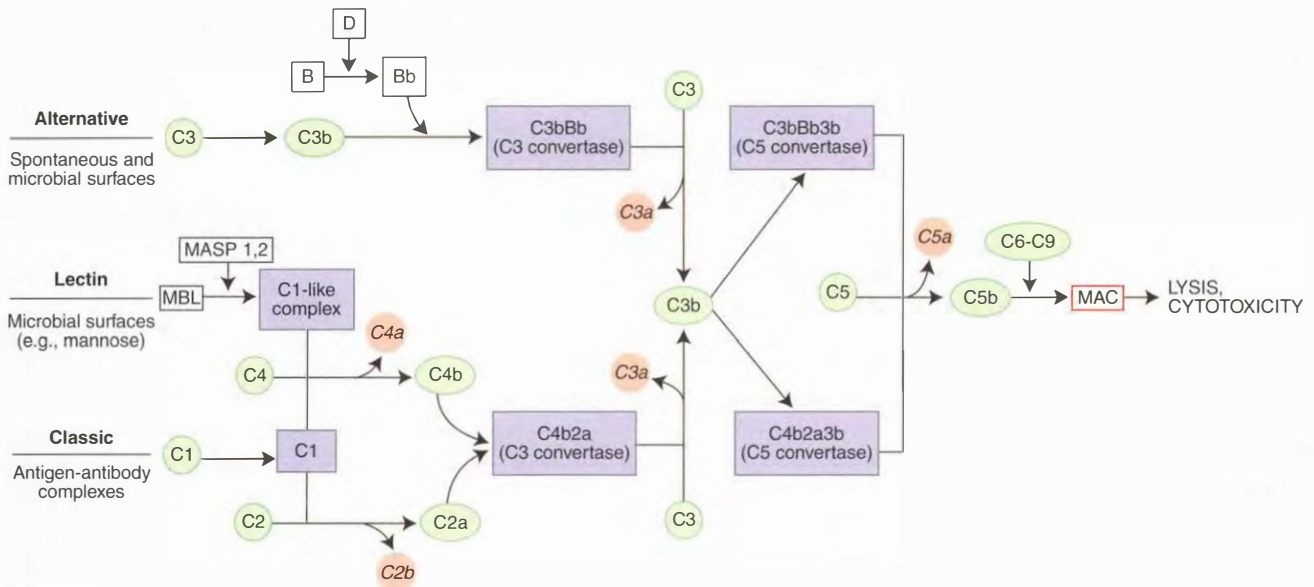 D
B
Bb
C3
Alternative
C3
C3b
C3bBb
(C3 convertase)
C3bBb3b
(C5 convertase)
Spontaneous and
microbial surfaces
C3a
C5a
C6-C9
MASP 1,2
Lectin
MBL
C1-like
complex
C3b
C5
C5b
MAC
LYSIS,
CYTOTOXICITY
Microbial surfaces
(e.g., mannose)
C4a
C4
C4b
C3a
Classic
C1
C1
C4b2a
(C3 convertase)
C4b2a3b
(C5 convertase)
Antigen-antibody
complexes
C2
C2a
C3
C2b